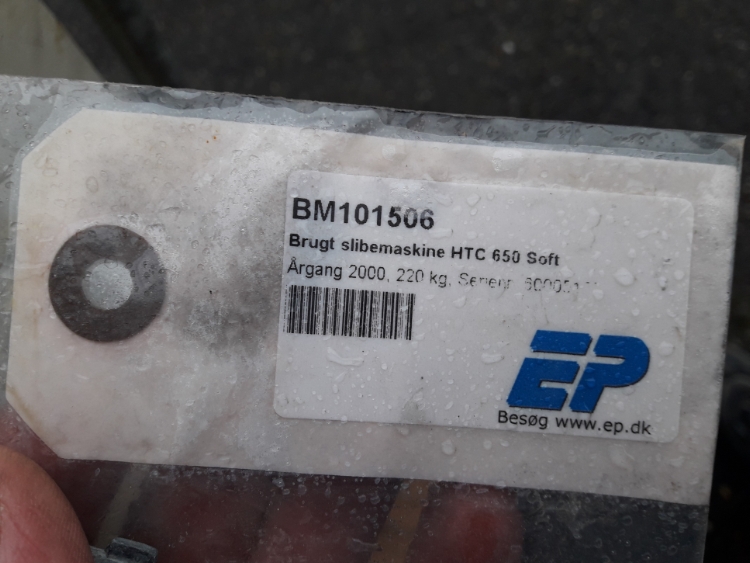 BM101506
Brugt slibemaskine HTC 650 Soft
Årgang 2000, 220 kg, Serienr.
EP
Besøg www.ep.dk